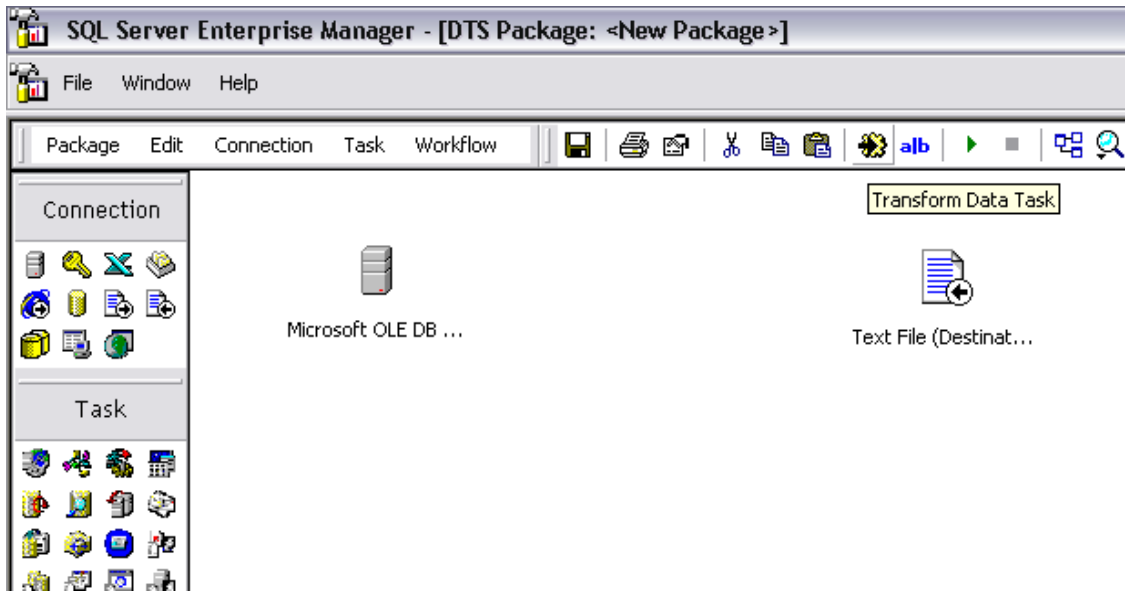 SQL Server Enterprise Manager - [DTS Package: <New Package>]
File Window Help
Package Edit Connection Task Workflow a|b
Transform Data Task
Connection
Microsoft OLE DB ...
Text File (Destinat...
Task